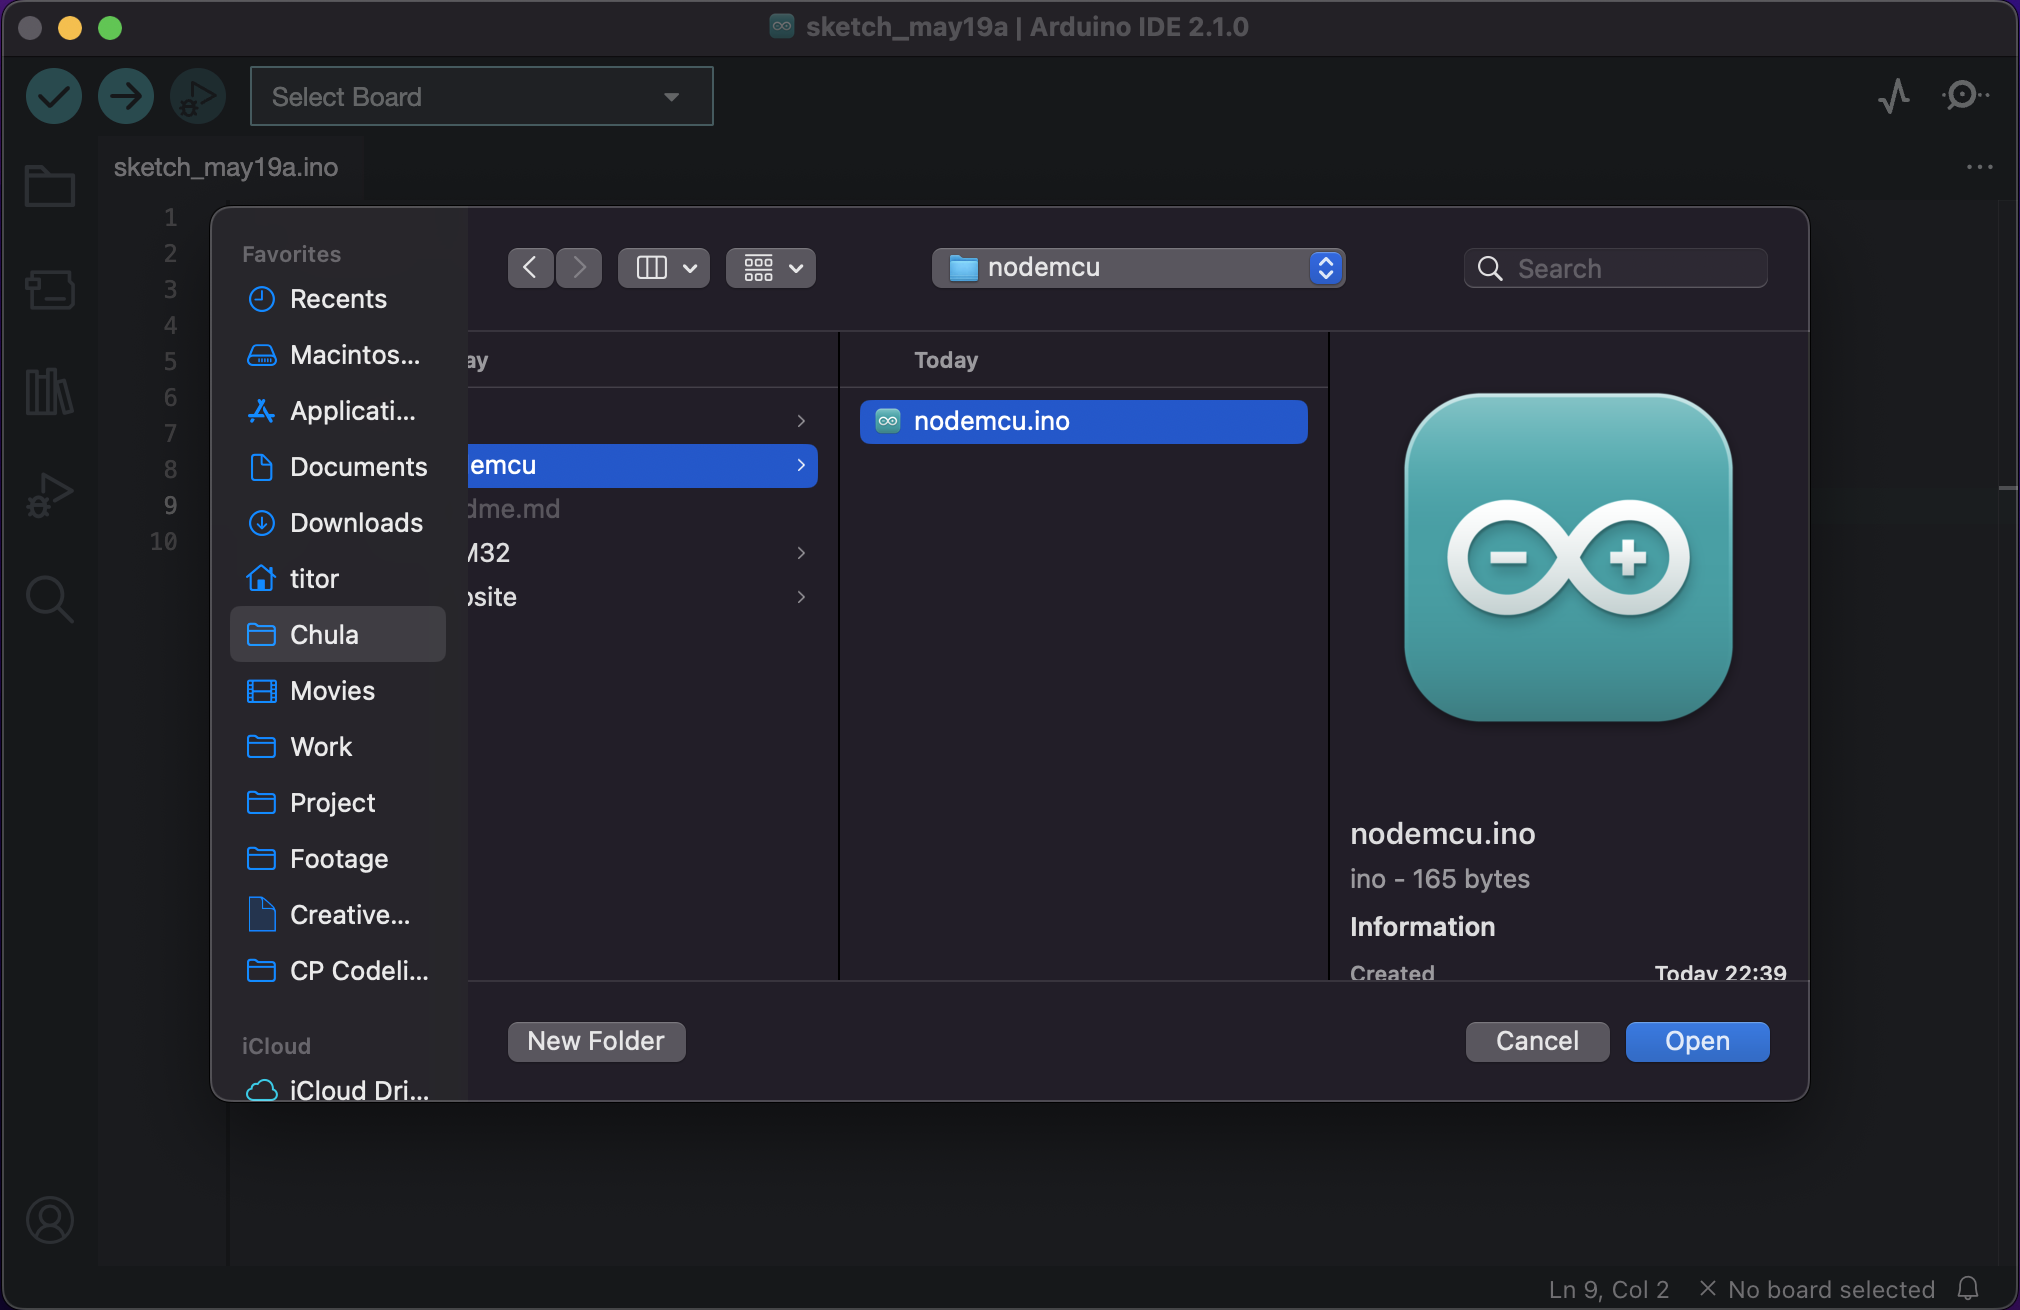 sketch_may19a | Arduino IDE 2.1.0
Select Board
sketch_may19a.ino
1
2
3
4
5
6
7
8
9
10
Favorites
Recents
Macintos...
Applicati...
Documents
Downloads
titor
Chula
Movies
Work
Project
Footage
Creative...
CP Codeli...
iCloud
iCloud Dri...
nodemcu
Search
ay
emcu
dme.md
M32
osite
Today
nodemcu.ino
nodemcu.ino
ino - 165 bytes
Information
Created Today 22:39
New Folder
Cancel
Open
Ln 9, Col 2
No board selected